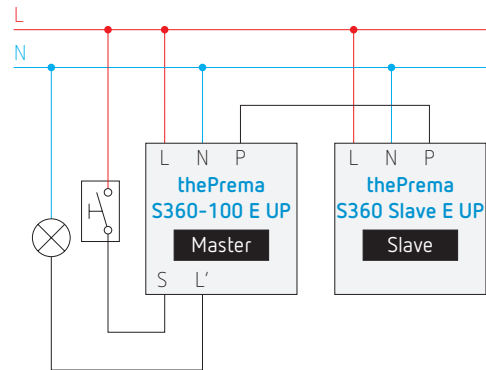 L
N
L N P
thePrema
S360-100 E UP
Master
S L'
L N P
thePrema
S360 Slave E UP
Slave